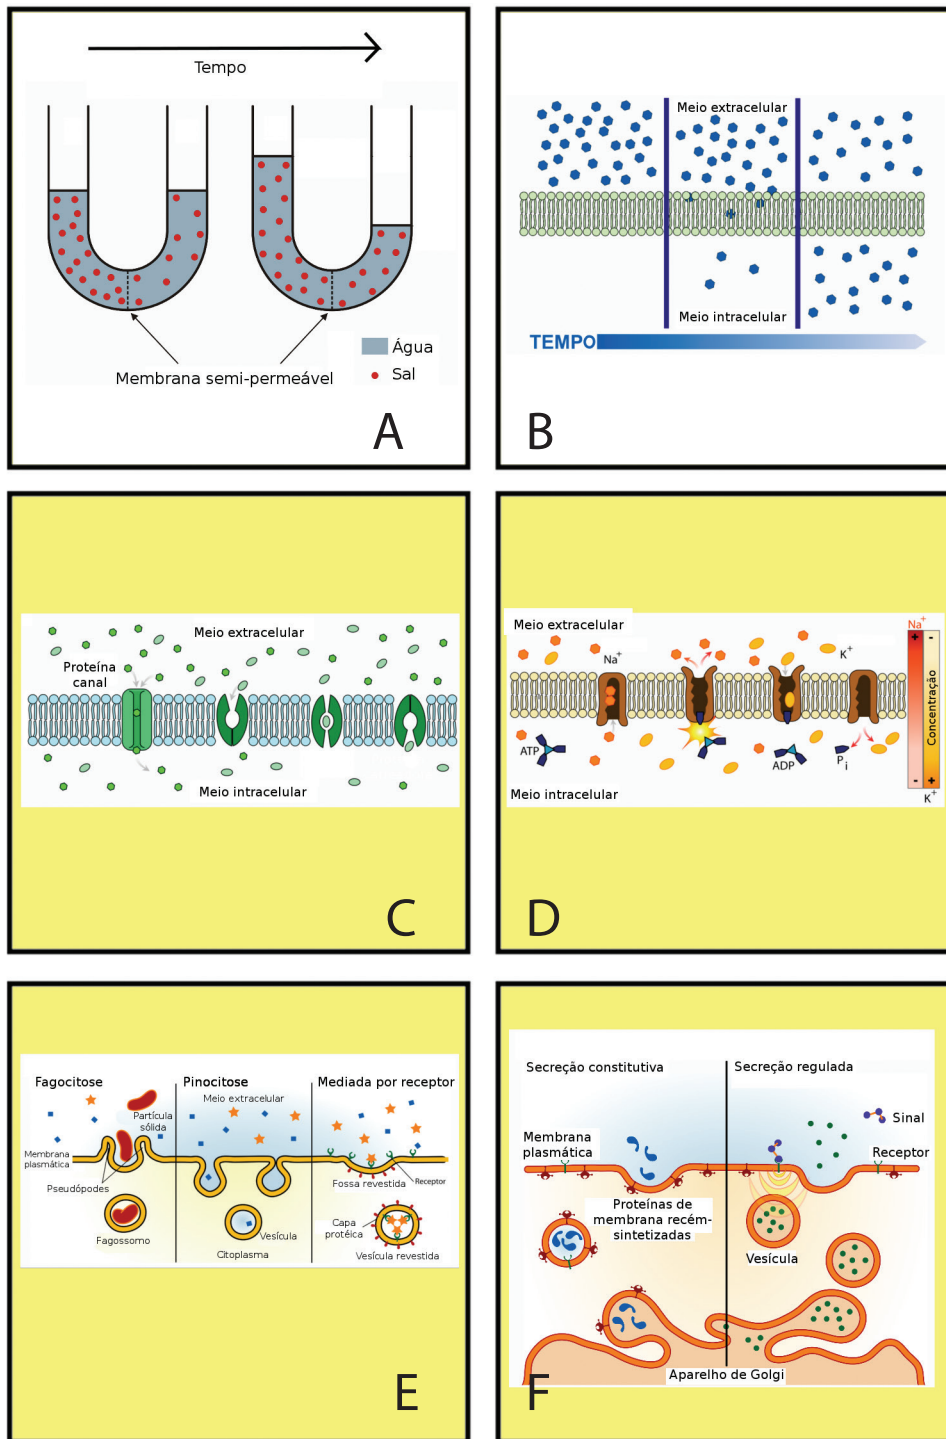 Tempo
Água
Sal
Membrana semi-permeável
A
Meio extracelular
Meio intracelular
TEMPO
B
Meio extracelular
Proteína
canal
Meio intracelular
C
Meio extracelular
Na+
K+
ATP
ADP
Pi
Meio intracelular
Na+
+
-
Concentração
-
+
K+
D
Fagocitose
Partícula
sólida
Membrana
plasmática
Pseudópodes
Fagossomo
Pinocitose
Meio extracelular
Vesícula
Citoplasma
Mediada por receptor
Receptor
Fossa revestida
Capa
protéica
Vesícula revestida
E
Secreção constitutiva
Secreção regulada
Sinal
Membrana
plasmática
Receptor
Proteínas de
membrana recém-
sintetizadas
Vesícula
Aparelho de Golgi
F